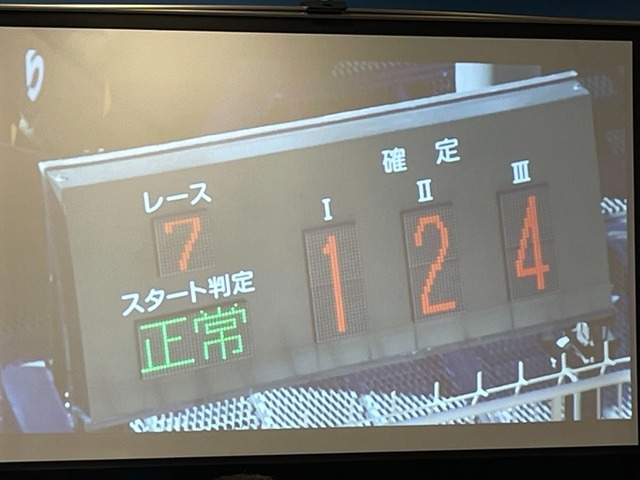 確定
レース
I II III
7 1 2 4
スタート判定
正常